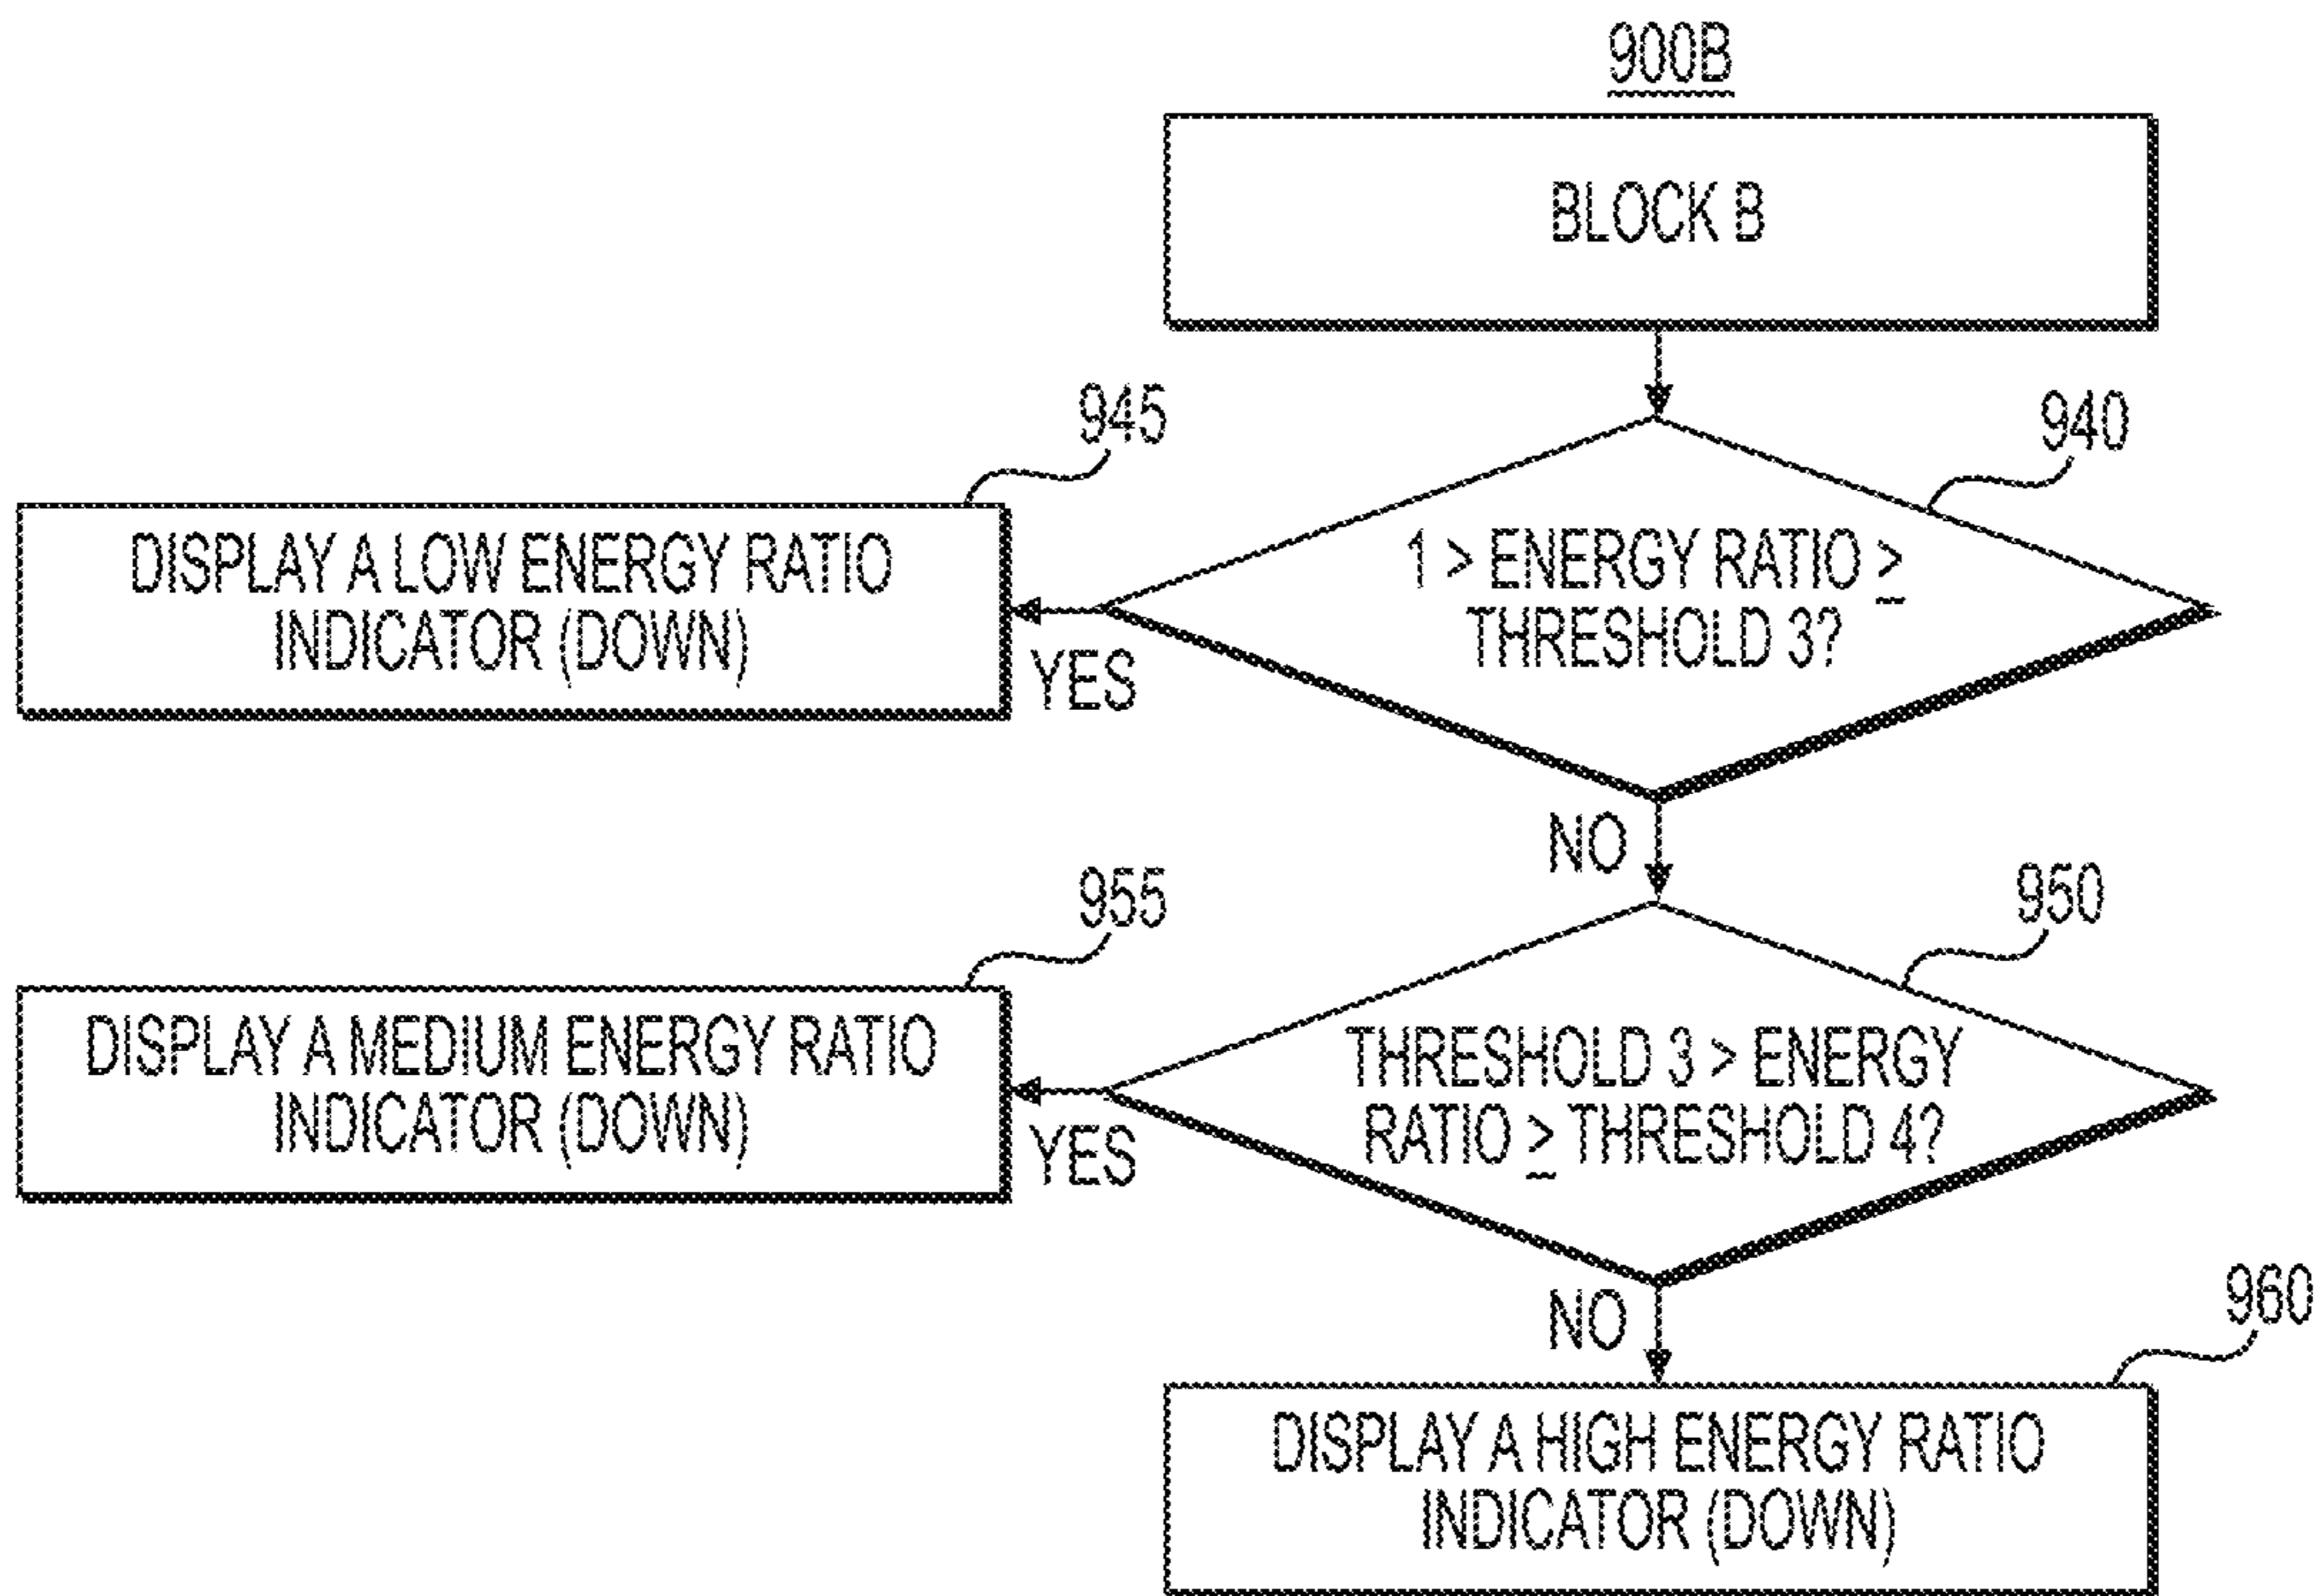 900B
BLOCK B
945
940
DISPLAY A LOW ENERGY RATIO
INDICATOR (DOWN)
1 > ENERGY RATIO ≥
THRESHOLD 3?
YES
NO
955
950
DISPLAY A MEDIUM ENERGY RATIO
INDICATOR (DOWN)
THRESHOLD 3 > ENERGY
RATIO ≥ THRESHOLD 4?
YES
NO
960
DISPLAY A HIGH ENERGY RATIO
INDICATOR (DOWN)